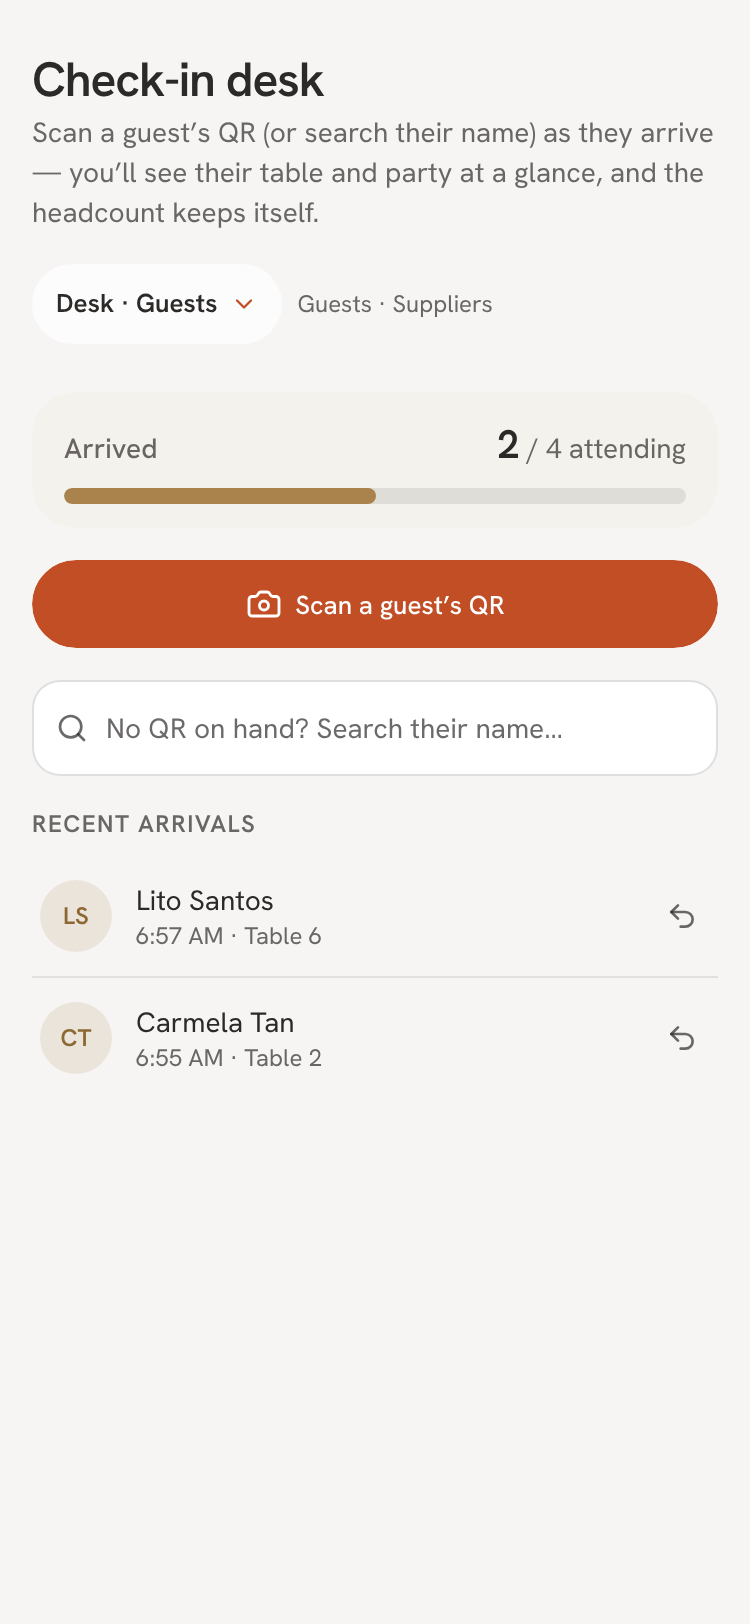 Check-in desk
Scan a guest’s QR (or search their name) as they arrive
— you’ll see their table and party at a glance, and the
headcount keeps itself.
Desk · Guests
Guests · Suppliers
Arrived
2 / 4 attending
Scan a guest’s QR
No QR on hand? Search their name…
RECENT ARRIVALS
LS
Lito Santos
6:57 AM · Table 6
CT
Carmela Tan
6:55 AM · Table 2